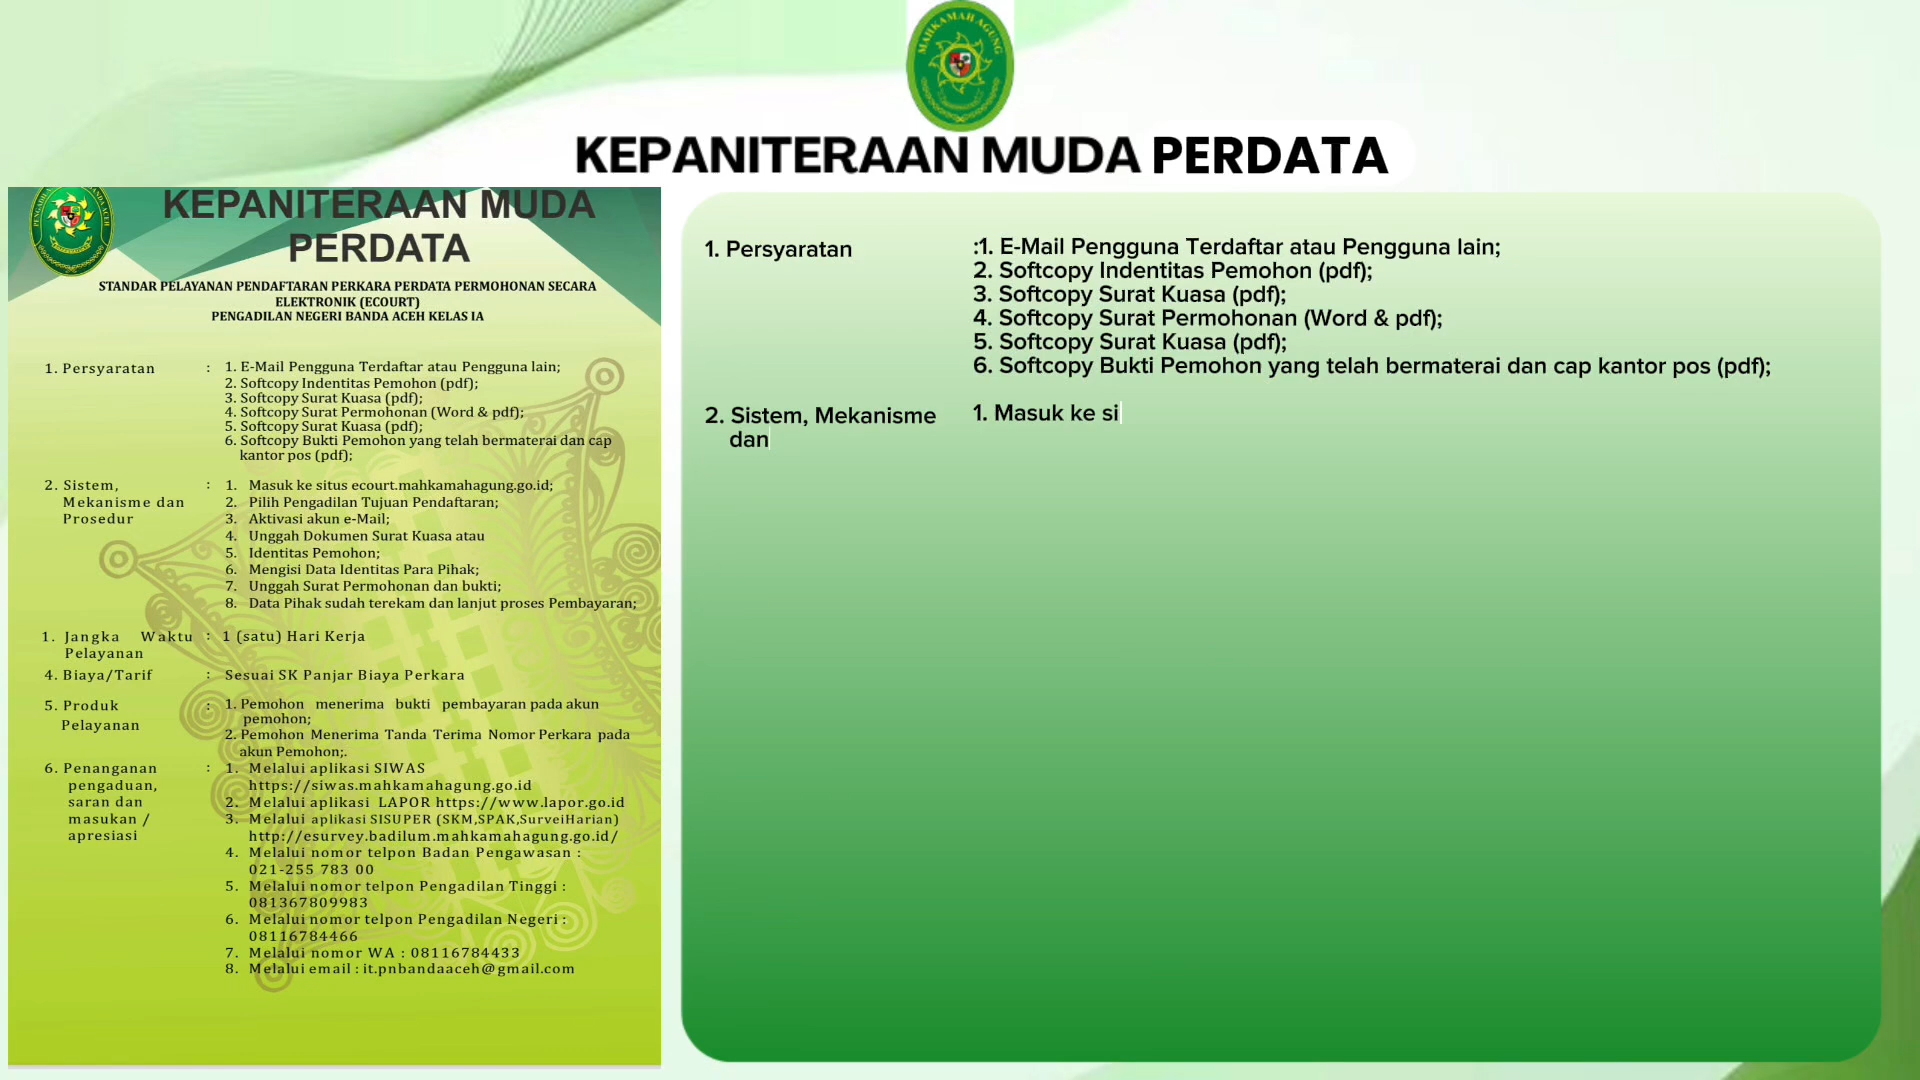 MAHKAMAH AGUNG
KEPANITERAAN MUDA PERDATA
KEPANITERAAN MUDA
PERDATA
STANDAR PELAYANAN PENDAFTARAN PERKARA PERDATA PERMOHONAN SECARA
ELEKTRONIK (ECOURT)
PENGADILAN NEGERI BANDA ACEH KELAS IA
1. Persyaratan : 1. E-Mail Pengguna Terdaftar atau Pengguna lain;
2. Softcopy Indentitas Pemohon (pdf);
3. Softcopy Surat Kuasa (pdf);
4. Softcopy Surat Permohonan (Word & pdf);
5. Softcopy Surat Kuasa (pdf);
6. Softcopy Bukti Pemohon yang telah bermaterai dan cap
kantor pos (pdf);
2. Sistem, : 1. Masuk ke situs ecourt.mahkamahagung.go.id;
Mekanisme dan 2. Pilih Pengadilan Tujuan Pendaftaran;
Prosedur 3. Aktivasi akun e-Mail;
4. Unggah Dokumen Surat Kuasa atau
5. Identitas Pemohon;
6. Mengisi Data Identitas Para Pihak;
7. Unggah Surat Permohonan dan bukti;
8. Data Pihak sudah terekam dan lanjut proses Pembayaran;
1. Jangka Waktu : 1 (satu) Hari Kerja
Pelayanan
4. Biaya/Tarif : Sesuai SK Panjar Biaya Perkara
5. Produk : 1. Pemohon menerima bukti pembayaran pada akun
Pelayanan pemohon;
2. Pemohon Menerima Tanda Terima Nomor Perkara pada
akun Pemohon;.
6. Penanganan : 1. Melalui aplikasi SIWAS
pengaduan, https://siwas.mahkamahagung.go.id
saran dan 2. Melalui aplikasi LAPOR https://www.lapor.go.id
masukan / 3. Melalui aplikasi SISUPER (SKM,SPAK,SurveiHarian)
apresiasi http://esurvey.badilum.mahkamahagung.go.id/
4. Melalui nomor telpon Badan Pengawasan :
021-255 783 00
5. Melalui nomor telpon Pengadilan Tinggi :
081367809983
6. Melalui nomor telpon Pengadilan Negeri :
08116784466
7. Melalui nomor WA : 08116784433
8. Melalui email : it.pnbandaaceh@gmail.com
1. Persyaratan :1. E-Mail Pengguna Terdaftar atau Pengguna lain;
2. Softcopy Indentitas Pemohon (pdf);
3. Softcopy Surat Kuasa (pdf);
4. Softcopy Surat Permohonan (Word & pdf);
5. Softcopy Surat Kuasa (pdf);
6. Softcopy Bukti Pemohon yang telah bermaterai dan cap kantor pos (pdf);
2. Sistem, Mekanisme 1. Masuk ke si
dan